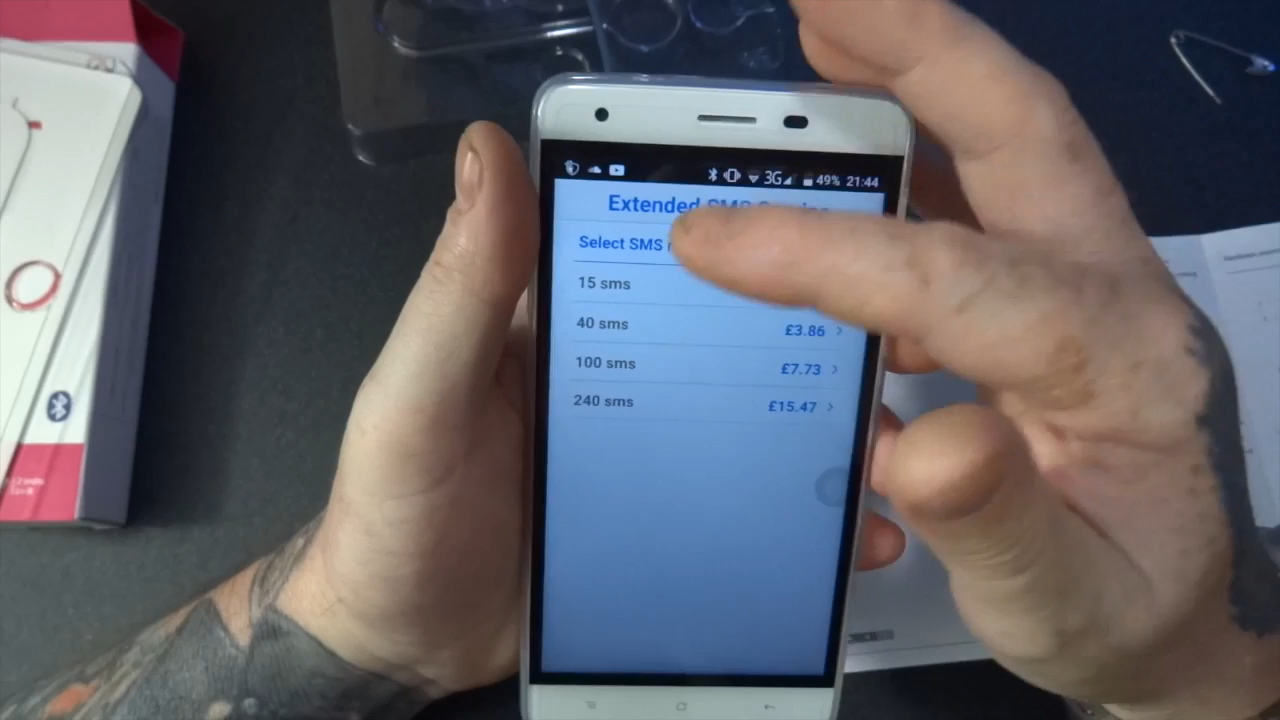 3G 49% 21:44
Extended SMS
Select SMS
15 sms
40 sms £3.86
100 sms £7.73
240 sms £15.47